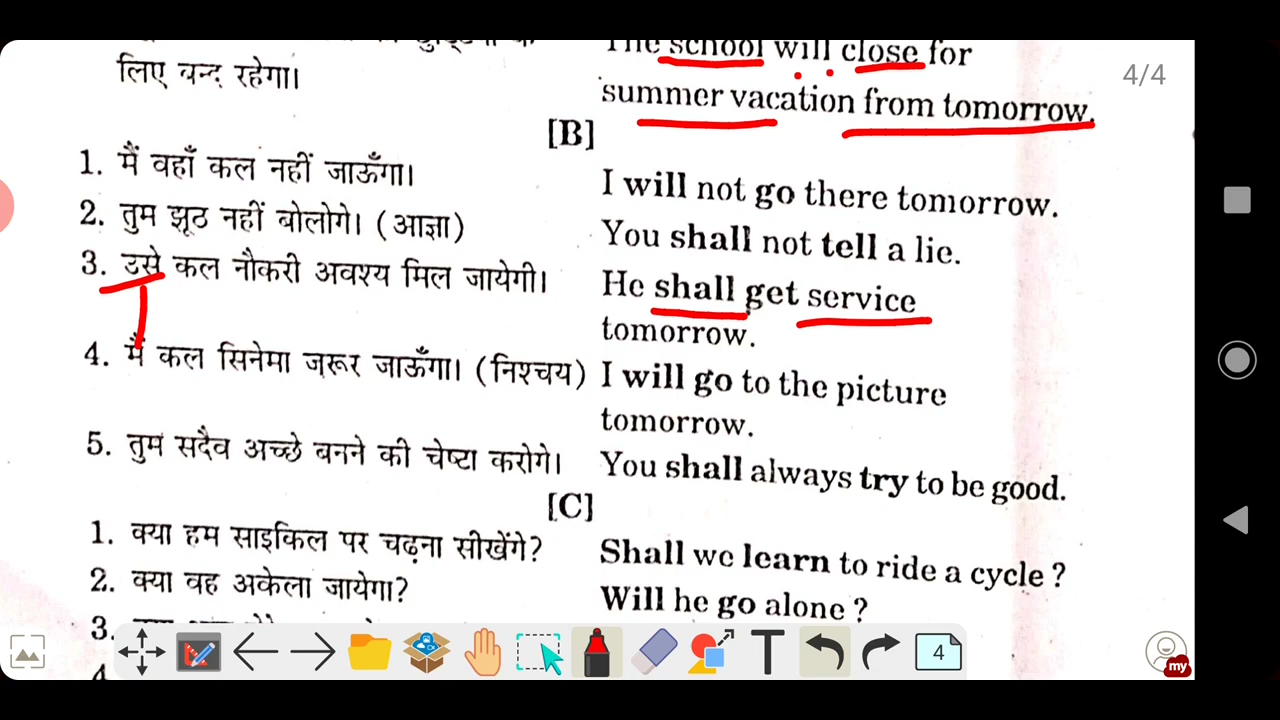 The school will close for
लिए बन्द रहेगा।
summer vacation from tomorrow.
4/4
[B]
1. मैं वहाँ कल नहीं जाऊँगा।
I will not go there tomorrow.
2. तुम झूठ नहीं बोलोगे। (आज्ञा)
You shall not tell a lie.
3. उसे कल नौकरी अवश्य मिल जायेगी।
He shall get service
tomorrow.
4. मैं कल सिनेमा ज़रूर जाऊँगा। (निश्चय)
I will go to the picture
tomorrow.
5. तुम सदैव अच्छे बनने की चेष्टा करोगे।
You shall always try to be good.
[C]
1. क्या हम साइकिल पर चढ़ना सीखेंगे?
Shall we learn to ride a cycle ?
2. क्या वह अकेला जायेगा?
Will he go alone ?
3.
T
4
my